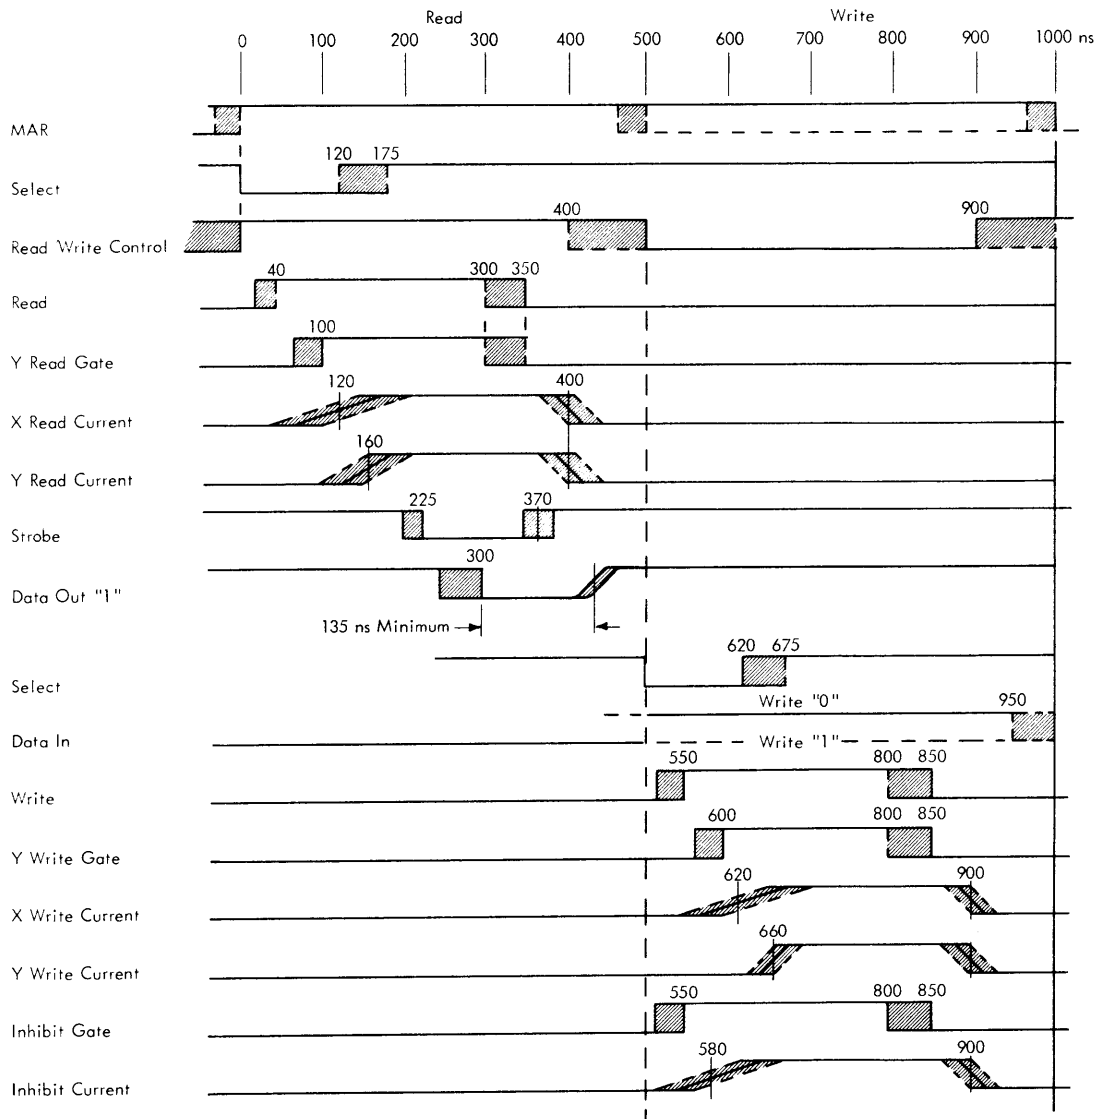 Read Write
0 100 200 300 400 500 600 700 800 900 1000 ns
MAR
120 175
Select
400 900
Read Write Control
40 300 350
Read
100
Y Read Gate
120 400
X Read Current
160
Y Read Current
225 370
Strobe
300
Data Out "1"
135 ns Minimum
620 675
Select
Write "0" 950
Data In Write "1"
550 800 850
Write
600 800 850
Y Write Gate
620 900
X Write Current
660
Y Write Current
550 800 850
Inhibit Gate
580 900
Inhibit Current